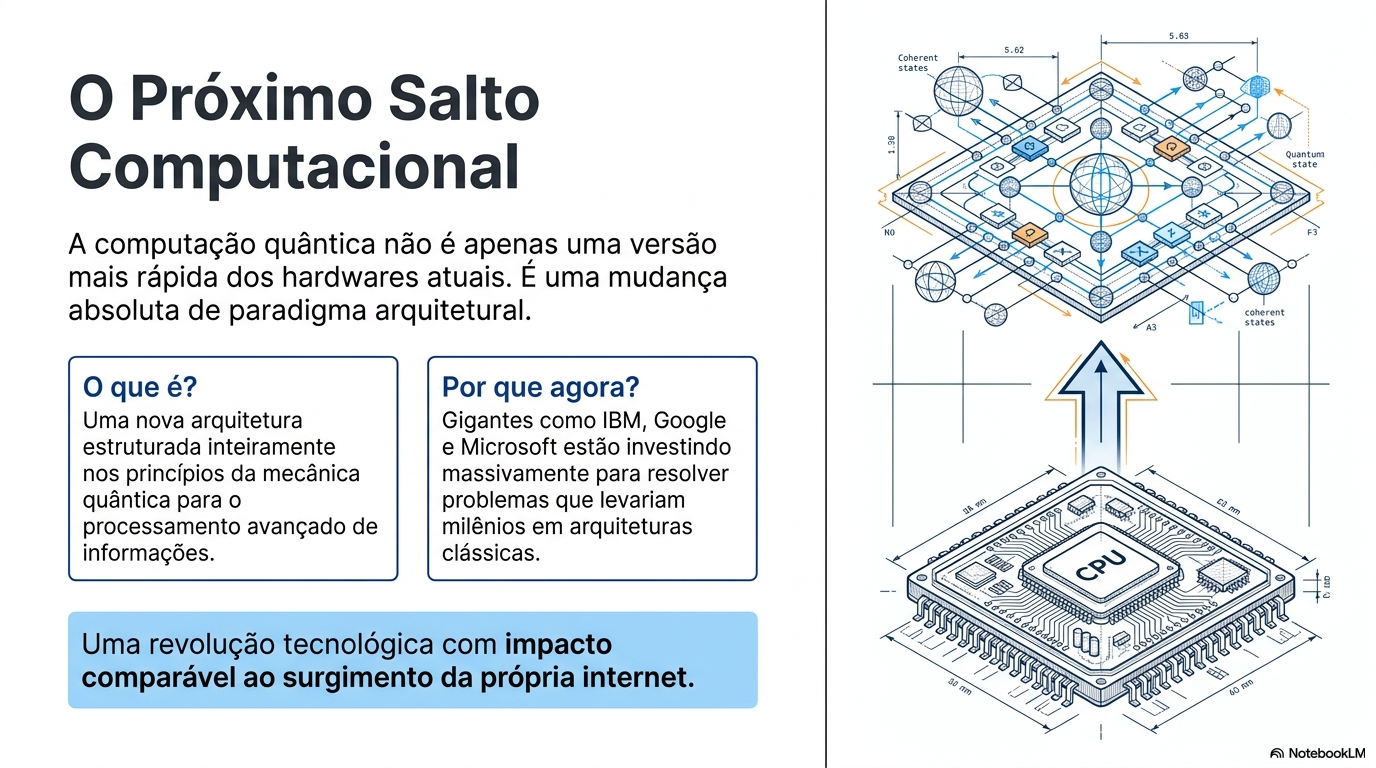 O Próximo Salto
Computacional
A computação quântica não é apenas uma versão
mais rápida dos hardwares atuais. É uma mudança
absoluta de paradigma arquitetural.
O que é?
Uma nova arquitetura
estruturada inteiramente
nos princípios da mecânica
quântica para o
processamento avançado de
informações.
Por que agora?
Gigantes como IBM, Google
e Microsoft estão investindo
massivamente para resolver
problemas que levariam
milênios em arquiteturas
clássicas.
Uma revolução tecnológica com impacto
comparável ao surgimento da própria internet.
5.63
5.62
Coherent
states
1.90
Quantum
state
N0
F3
coherent
states
A3
CPU
60 mm
NotebookLM